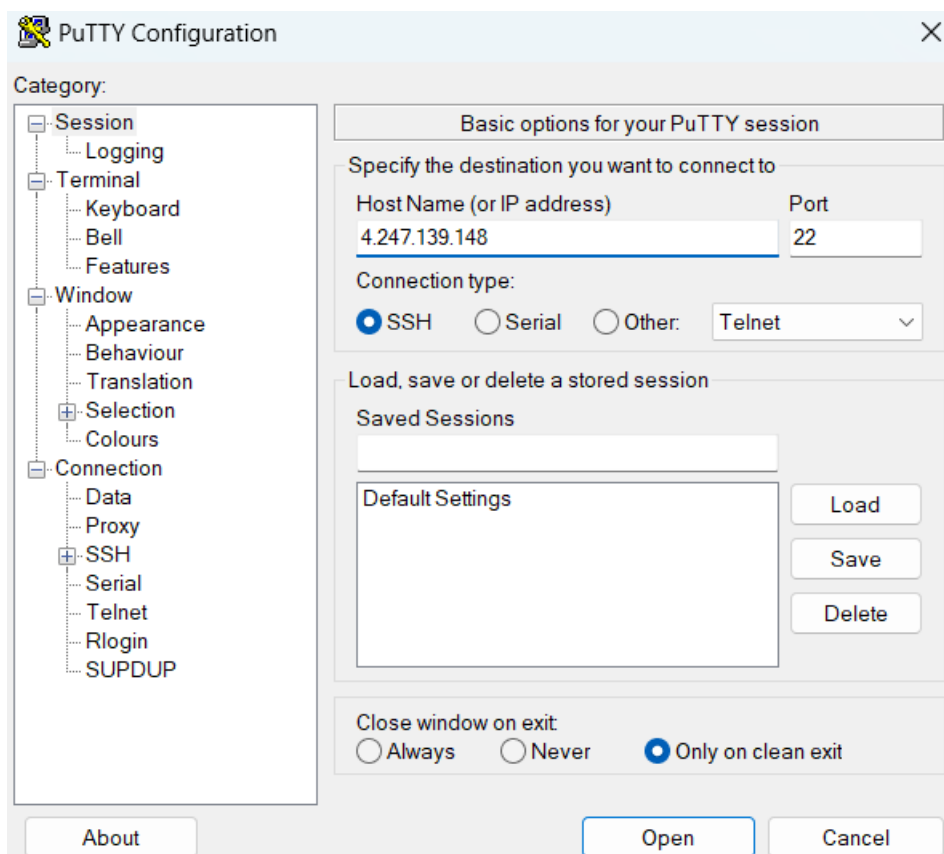 PuTTY Configuration
Category:
Session
Logging
Terminal
Keyboard
Bell
Features
Window
Appearance
Behaviour
Translation
Selection
Colours
Connection
Data
Proxy
SSH
Serial
Telnet
Rlogin
SUPDUP
Basic options for your PuTTY session
Specify the destination you want to connect to
Host Name (or IP address) Port
4.247.139.148 22
Connection type:
SSH Serial Other: Telnet
Load, save or delete a stored session
Saved Sessions
Default Settings
Load
Save
Delete
Close window on exit:
Always Never Only on clean exit
About Open Cancel